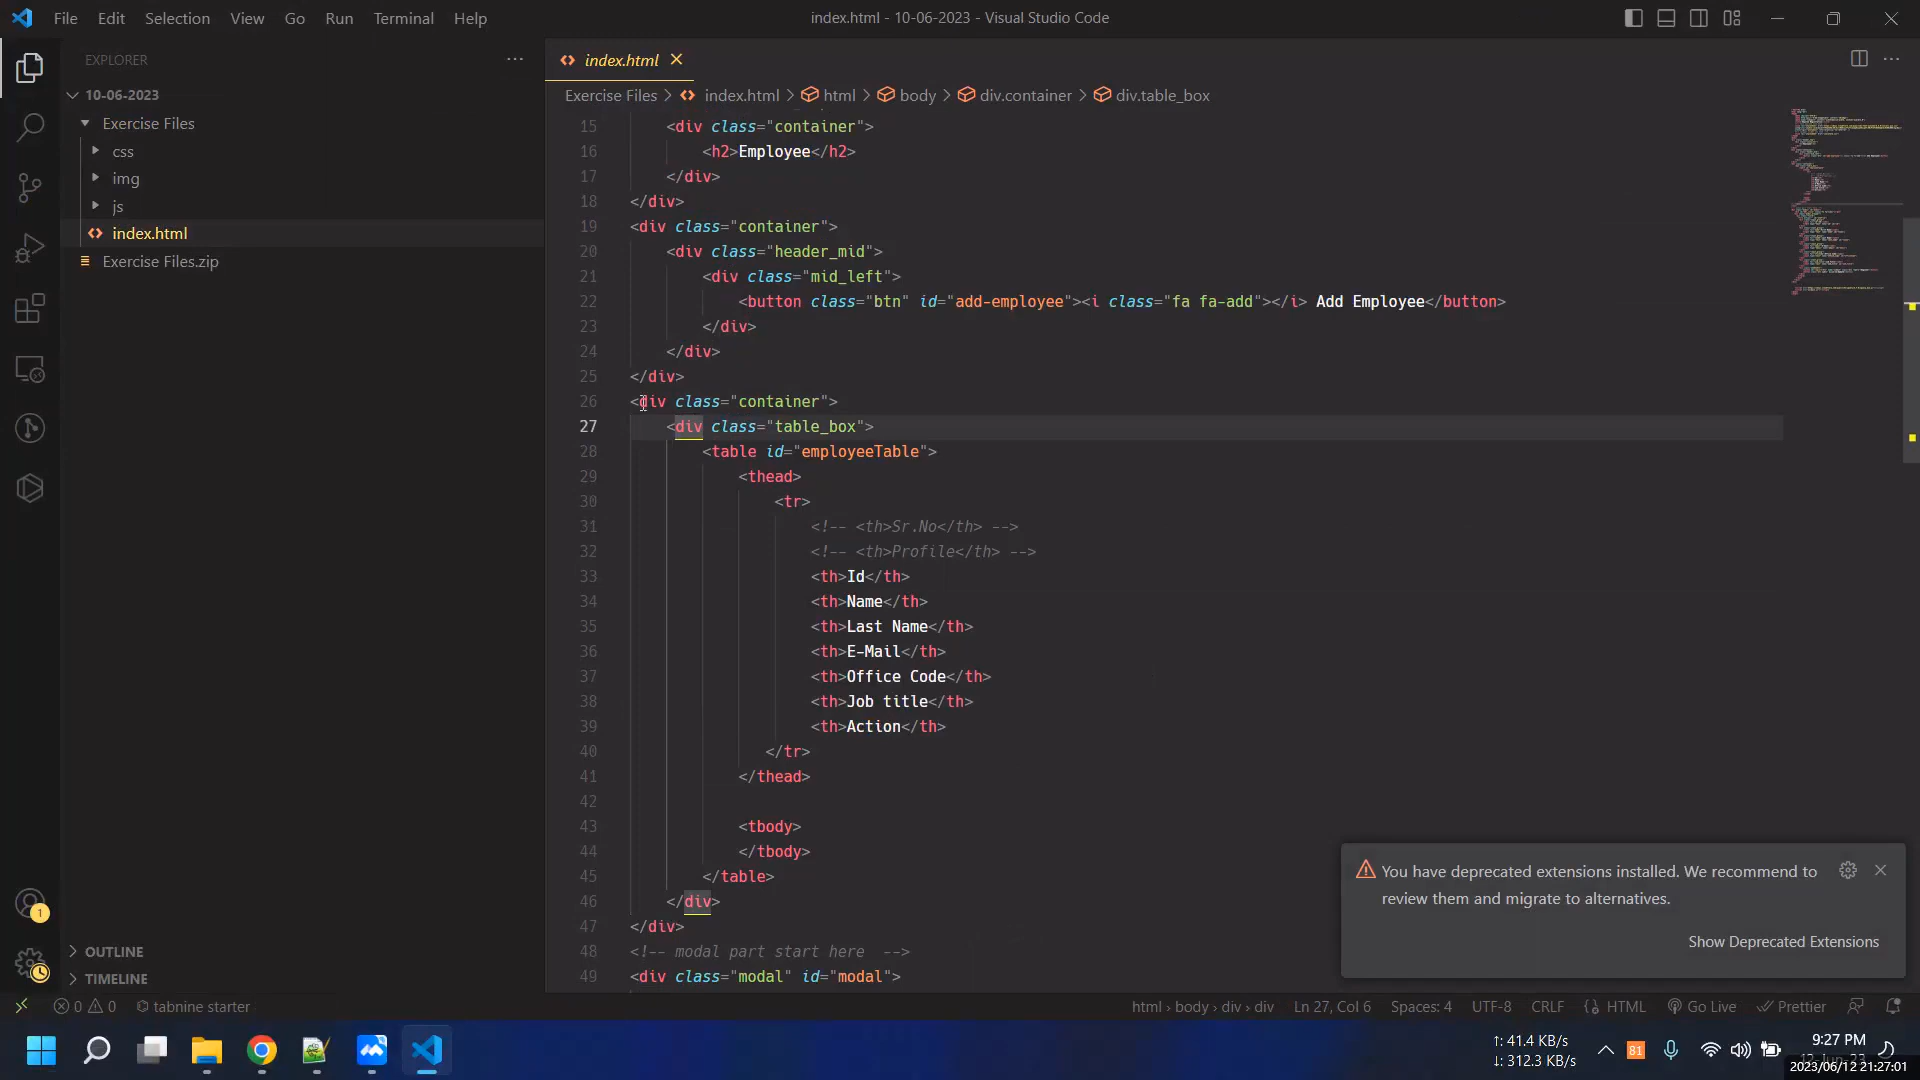 File Edit Selection View Go Run Terminal Help
index.html - 10-06-2023 - Visual Studio Code
EXPLORER
10-06-2023
Exercise Files
css
img
js
index.html
Exercise Files.zip
OUTLINE
TIMELINE
index.html
Exercise Files > index.html > html > body > div.container > div.table_box
15 <div class="container">
16 <h2>Employee</h2>
17 </div>
18 </div>
19 <div class="container">
20 <div class="header_mid">
21 <div class="mid_left">
22 <button class="btn" id="add-employee"><i class="fa fa-add"></i> Add Employee</button>
23 </div>
24 </div>
25 </div>
26 <div class="container">
27 <div class="table_box">
28 <table id="employeeTable">
29 <thead>
30 <tr>
31 <!-- <th>Sr.No</th> -->
32 <!-- <th>Profile</th> -->
33 <th>Id</th>
34 <th>Name</th>
35 <th>Last Name</th>
36 <th>E-Mail</th>
37 <th>Office Code</th>
38 <th>Job title</th>
39 <th>Action</th>
40 </tr>
41 </thead>
42
43 <tbody>
44 </tbody>
45 </table>
46 </div>
47 </div>
48 <!-- modal part start here -->
49 <div class="modal" id="modal">
You have deprecated extensions installed. We recommend to
review them and migrate to alternatives.
Show Deprecated Extensions
1
0 0 tabnine starter
html > body > div > div Ln 27, Col 6 Spaces: 4 UTF-8 CRLF HTML Go Live Prettier
↑: 41.4 KB/s
↓: 312.3 KB/s
81
9:27 PM
12-Jun-23
2023/06/12 21:27:01